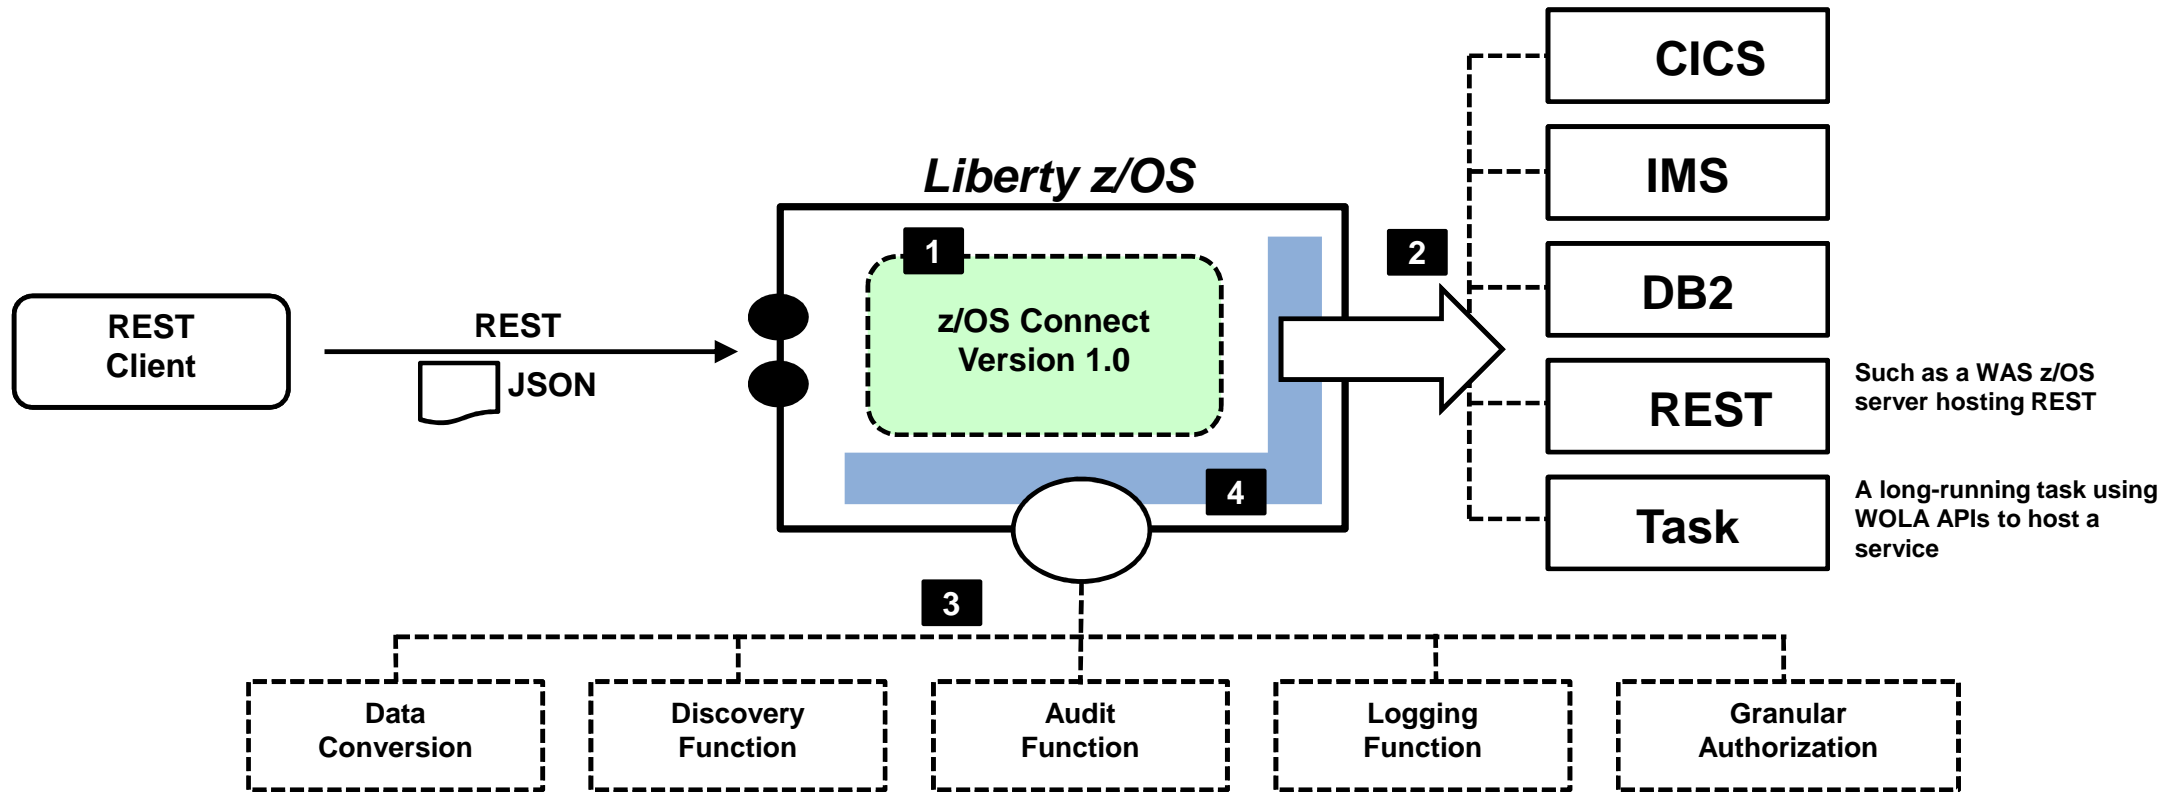 CICS
IMS
Liberty z/OS
1
2
DB2
z/OS Connect
Version 1.0
REST
Client
REST
JSON
REST
Such as a WAS z/OS
server hosting REST
4
Task
A long-running task using
WOLA APIs to host a
service
3
Data
Conversion
Discovery
Function
Audit
Function
Logging
Function
Granular
Authorization